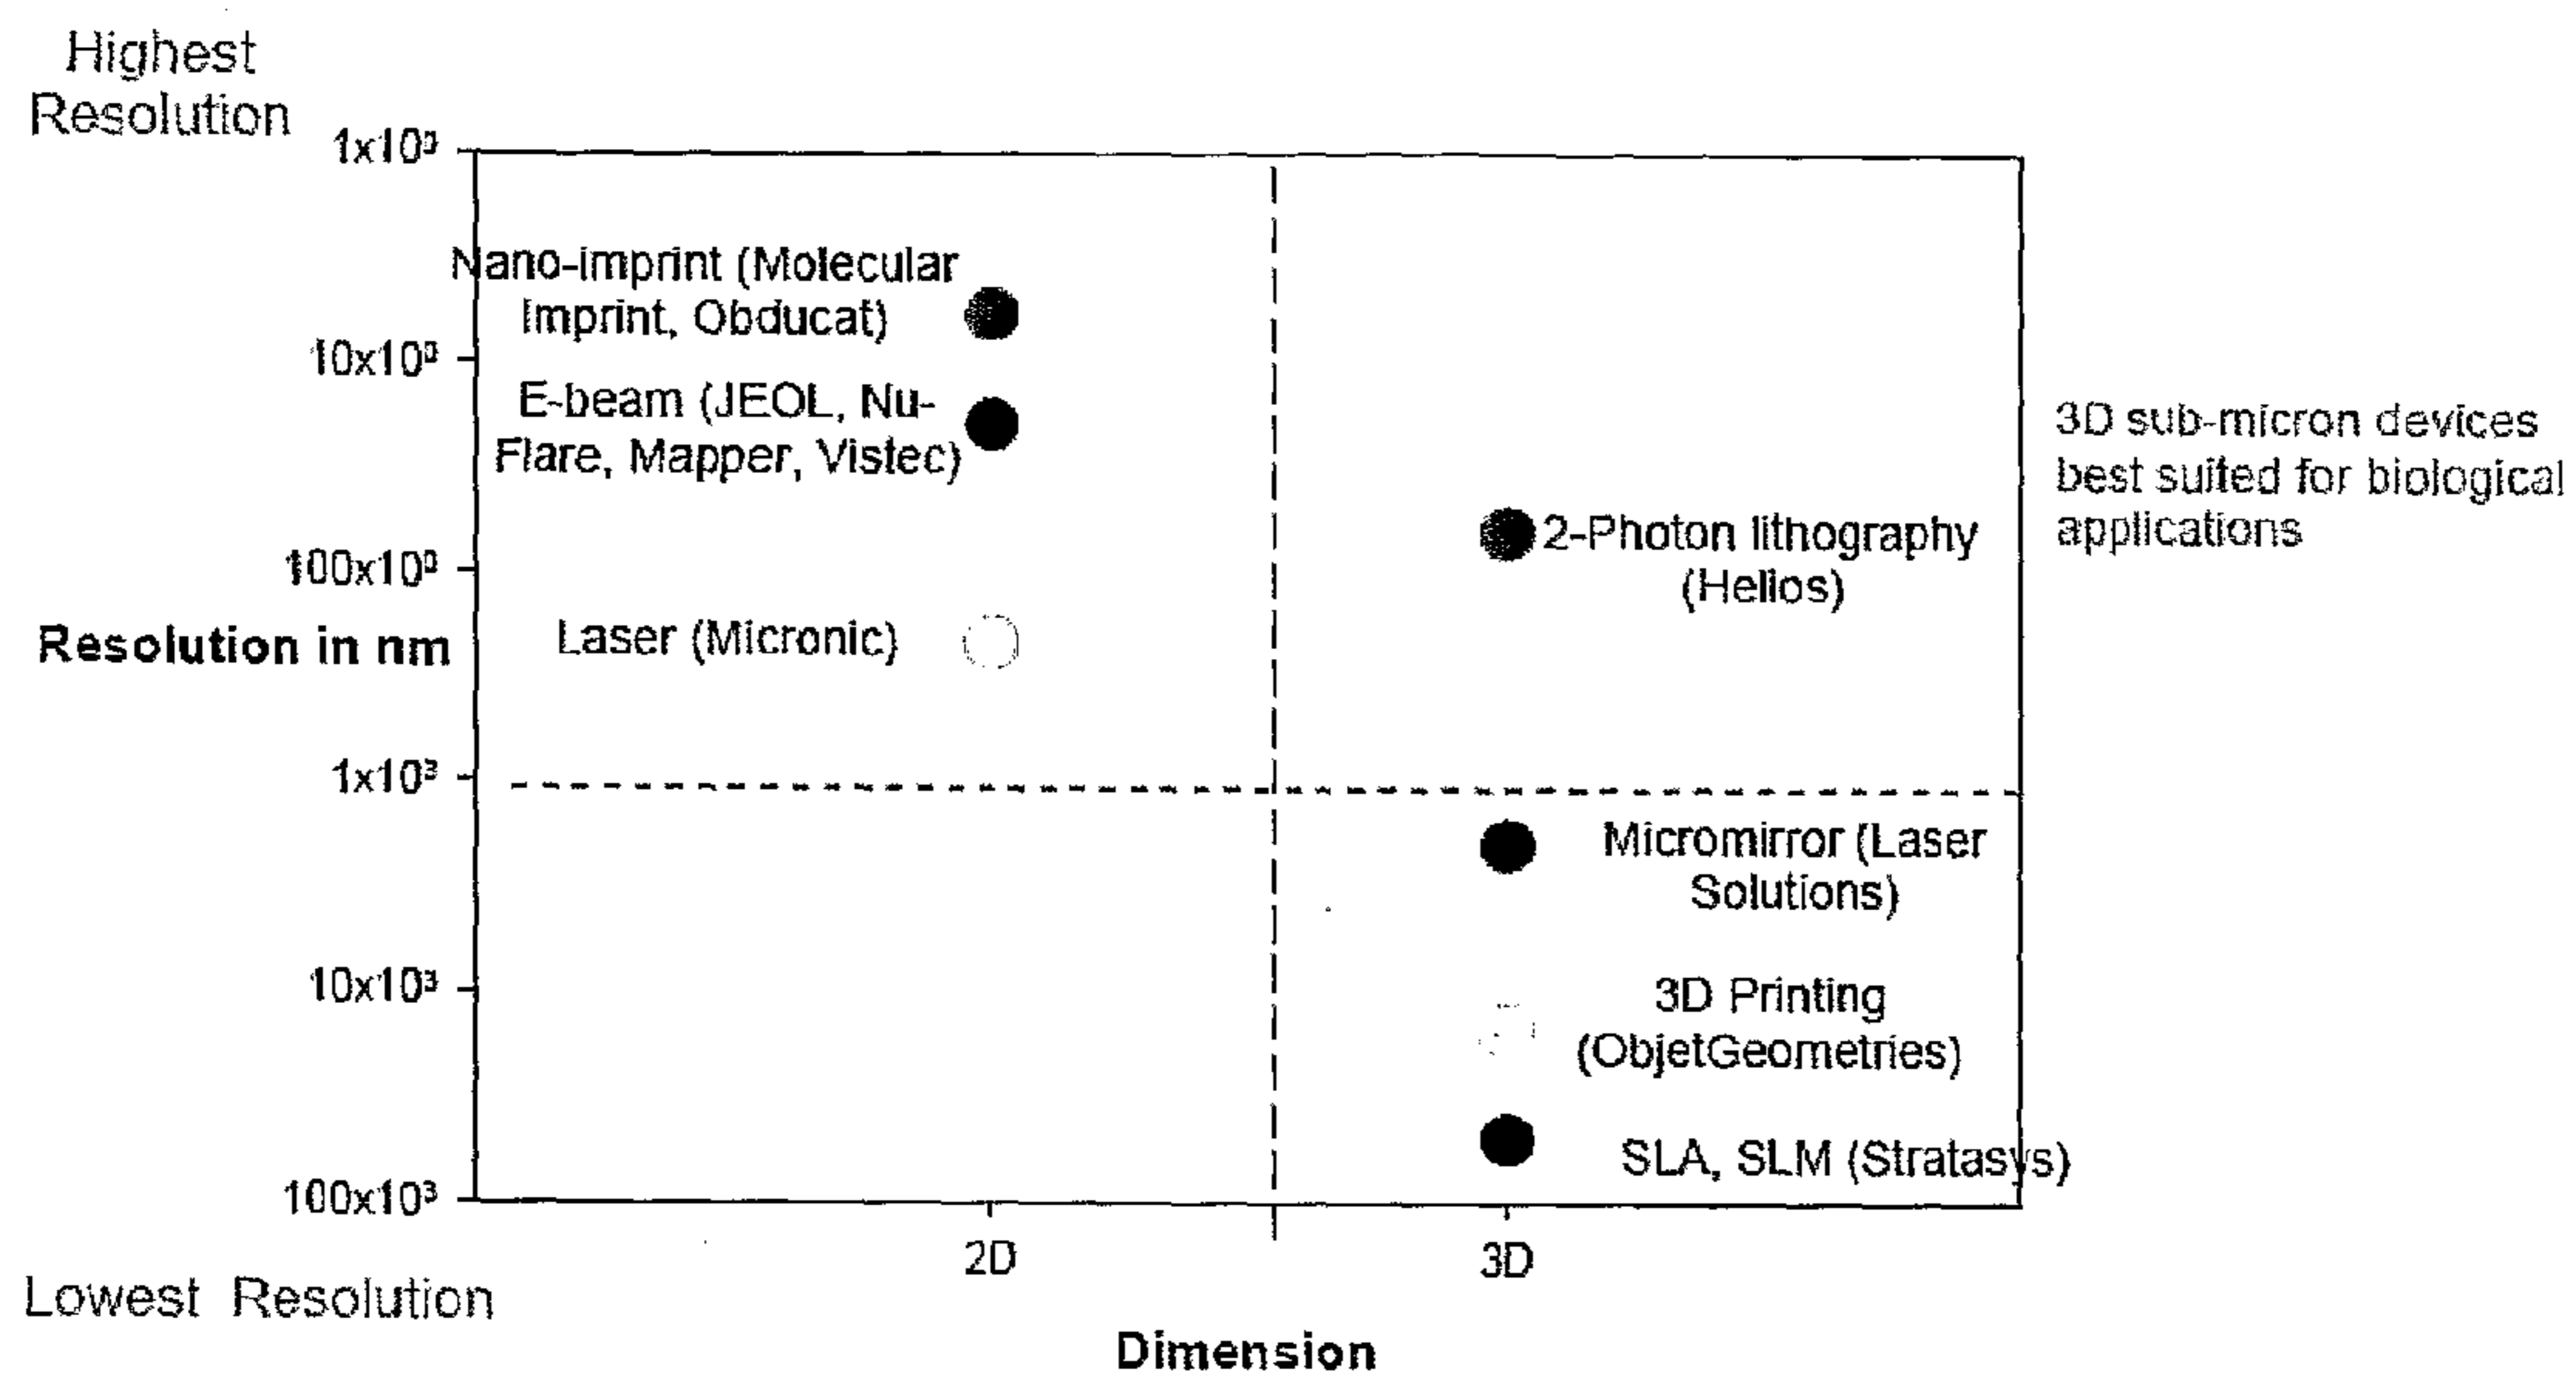 Highest
Resolution
1x10⁰
Nano-imprint (Molecular
Imprint, Obducat)
10x10⁰
E-beam (JEOL, Nu-
Flare, Mapper, Vistec)
3D sub-micron devices
best suited for biological
applications
2-Photon lithography
(Helios)
100x10⁰
Resolution in nm
Laser (Micronic)
1x10³
Micromirror (Laser
Solutions)
10x10³
3D Printing
(ObjetGeometries)
SLA, SLM (Stratasys)
100x10³
2D
3D
Lowest Resolution
Dimension